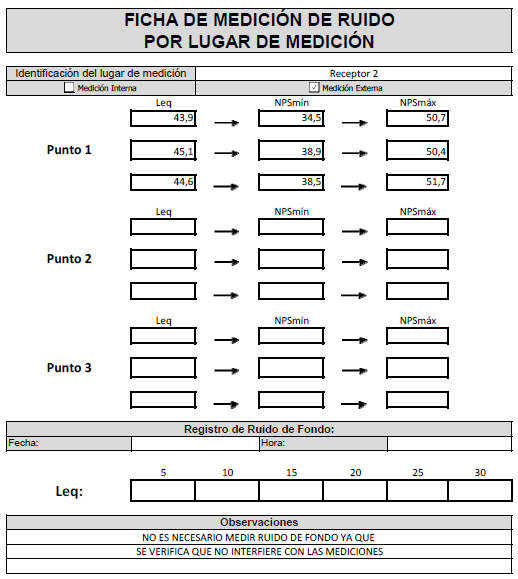 FICHA DE MEDICIÓN DE RUIDO
POR LUGAR DE MEDICIÓN
Identificación del lugar de medición Receptor 2
Medición Interna Medición Externa
Leq NPSmín NPSmáx
43,9 34,5 50,7
Punto 1
45,1 38,9 50,4
44,6 38,5 51,7
Leq NPSmín NPSmáx
Punto 2
Leq NPSmín NPSmáx
Punto 3
Registro de Ruido de Fondo:
Fecha: Hora:
5 10 15 20 25 30
Leq:
Observaciones
NO ES NECESARIO MEDIR RUIDO DE FONDO YA QUE
SE VERIFICA QUE NO INTERFIERE CON LAS MEDICIONES